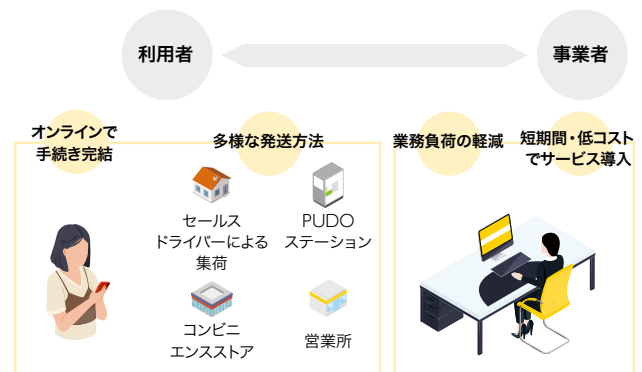 利用者
事業者
オンラインで
手続き完結
多様な発送方法
業務負荷の軽減
短期間・低コスト
でサービス導入
セールス
ドライバーによる
集荷
PUDO
ステーション
コンビニ
エンスストア
営業所